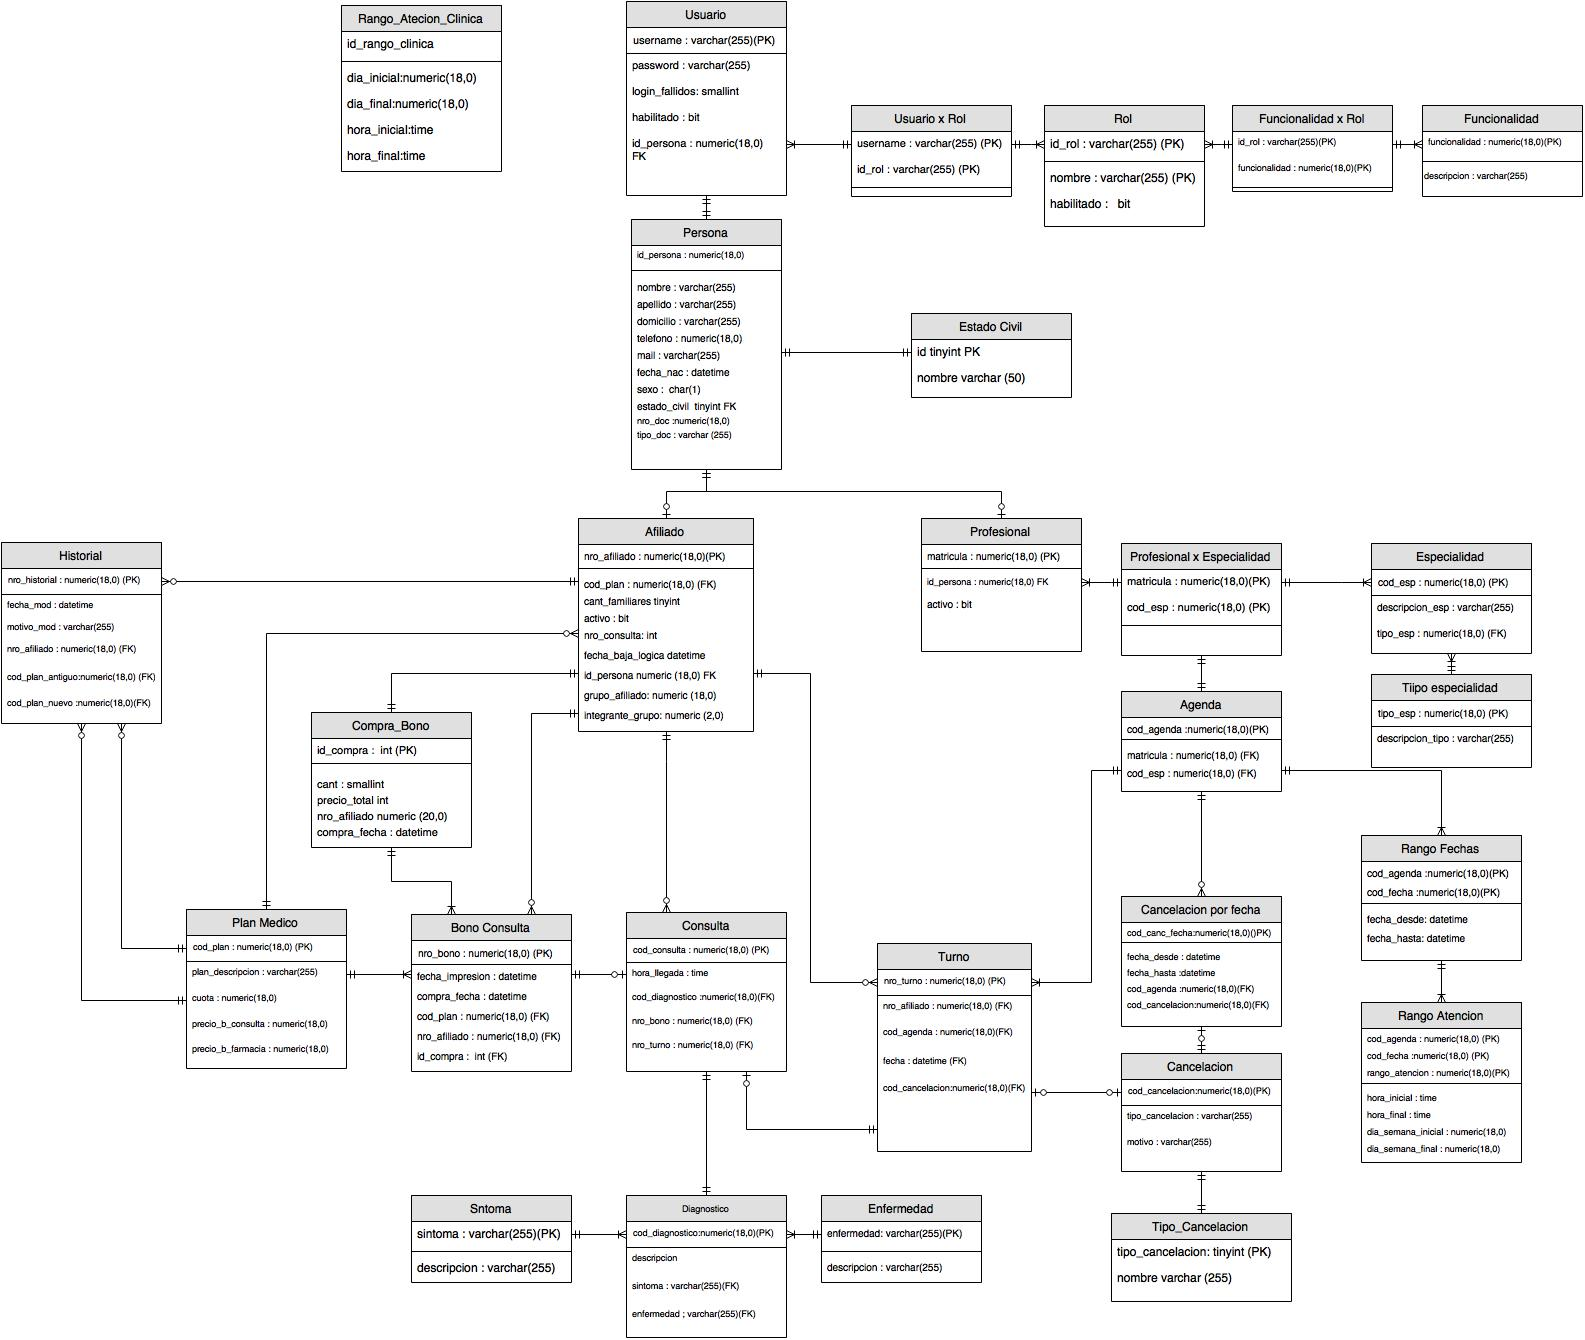 Rango_Atecion_Clinica
id_rango_clinica
dia_inicial:numeric(18,0)
dia_final:numeric(18,0)
hora_inicial:time
hora_final:time
Usuario
username : varchar(255)(PK)
password : varchar(255)
login_fallidos: smallint
habilitado : bit
id_persona : numeric(18,0)
FK
Usuario x Rol
username : varchar(255) (PK)
id_rol : varchar(255) (PK)
Rol
id_rol : varchar(255) (PK)
nombre : varchar(255) (PK)
habilitado : bit
Funcionalidad x Rol
id_rol : varchar(255)(PK)
funcionalidad : numeric(18,0)(PK)
Funcionalidad
funcionalidad : numeric(18,0)(PK)
descripcion : varchar(255)
Persona
id_persona : numeric(18,0)
nombre : varchar(255)
apellido : varchar(255)
domicilio : varchar(255)
telefono : numeric(18,0)
mail : varchar(255)
fecha_nac : datetime
sexo : char(1)
estado_civil tinyint FK
nro_doc :numeric(18,0)
tipo_doc : varchar (255)
Estado Civil
id tinyint PK
nombre varchar (50)
Historial
nro_historial : numeric(18,0) (PK)
fecha_mod : datetime
motivo_mod : varchar(255)
nro_afiliado : numeric(18,0) (FK)
cod_plan_antiguo:numeric(18,0) (FK)
cod_plan_nuevo :numeric(18,0)(FK)
Afiliado
nro_afiliado : numeric(18,0)(PK)
cod_plan : numeric(18,0) (FK)
cant_familiares tinyint
activo : bit
nro_consulta: int
fecha_baja_logica datetime
id_persona numeric (18,0) FK
grupo_afiliado: numeric (18,0)
integrante_grupo: numeric (2,0)
Profesional
matricula : numeric(18,0) (PK)
id_persona : numeric(18,0) FK
activo : bit
Profesional x Especialidad
matricula : numeric(18,0)(PK)
cod_esp : numeric(18,0) (PK)
Especialidad
cod_esp : numeric(18,0) (PK)
descripcion_esp : varchar(255)
tipo_esp : numeric(18,0) (FK)
Tiipo especialidad
tipo_esp : numeric(18,0) (PK)
descripcion_tipo : varchar(255)
Agenda
cod_agenda :numeric(18,0)(PK)
matricula : numeric(18,0) (FK)
cod_esp : numeric(18,0) (FK)
Compra_Bono
id_compra : int (PK)
cant : smallint
precio_total int
nro_afiliado numeric (20,0)
compra_fecha : datetime
Rango Fechas
cod_agenda :numeric(18,0)(PK)
cod_fecha :numeric(18,0)(PK)
fecha_desde: datetime
fecha_hasta: datetime
Plan Medico
cod_plan : numeric(18,0) (PK)
plan_descripcion : varchar(255)
cuota : numeric(18,0)
precio_b_consulta : numeric(18,0)
precio_b_farmacia : numeric(18,0)
Bono Consulta
nro_bono : numeric(18,0) (PK)
fecha_impresion : datetime
compra_fecha : datetime
cod_plan : numeric(18,0) (FK)
nro_afiliado : numeric(18,0) (FK)
id_compra : int (FK)
Consulta
cod_consulta : numeric(18,0) (PK)
hora_llegada : time
cod_diagnostico :numeric(18,0)(FK)
nro_bono : numeric(18,0) (FK)
nro_turno : numeric(18,0) (FK)
Turno
nro_turno : numeric(18,0) (PK)
nro_afiliado : numeric(18,0) (FK)
cod_agenda : numeric(18,0)(FK)
fecha : datetime (FK)
cod_cancelacion:numeric(18,0)(FK)
Cancelacion por fecha
cod_canc_fecha:numeric(18,0)()PK)
fecha_desde : datetime
fecha_hasta :datetime
cod_agenda : numeric(18,0)(FK)
cod_cancelacion:numeric(18,0)(FK)
Rango Atencion
cod_agenda : numeric(18,0) (PK)
cod_fecha :numeric(18,0) (PK)
rango_atencion : numeric(18,0)(PK)
hora_inicial : time
hora_final : time
dia_semana_inicial : numeric(18,0)
dia_semana_final : numeric(18,0)
Cancelacion
cod_cancelacion:numeric(18,0)(PK)
tipo_cancelacion : varchar(255)
motivo : varchar(255)
Sntoma
sintoma : varchar(255)(PK)
descripcion : varchar(255)
Diagnostico
cod_diagnostico:numeric(18,0)(PK)
descripcion
sintoma : varchar(255)(FK)
enfermedad ; varchar(255)(FK)
Enfermedad
enfermedad: varchar(255)(PK)
descripcion : varchar(255)
Tipo_Cancelacion
tipo_cancelacion: tinyint (PK)
nombre varchar (255)